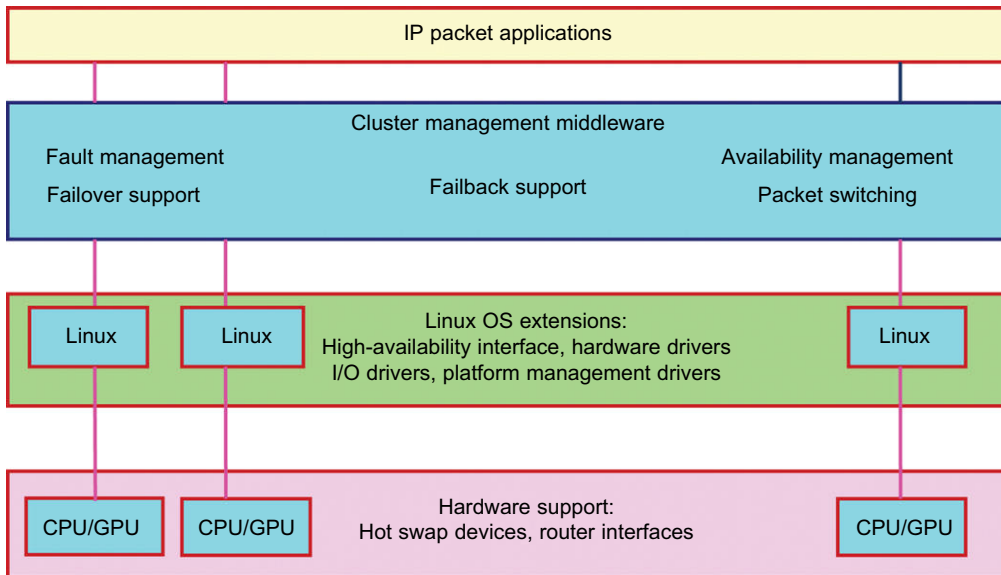 IP packet applications
Cluster management middleware
Fault management
Availability management
Failover support
Failback support
Packet switching
Linux
Linux
Linux OS extensions:
High-availability interface, hardware drivers
I/O drivers, platform management drivers
Linux
CPU/GPU
CPU/GPU
Hardware support:
Hot swap devices, router interfaces
CPU/GPU